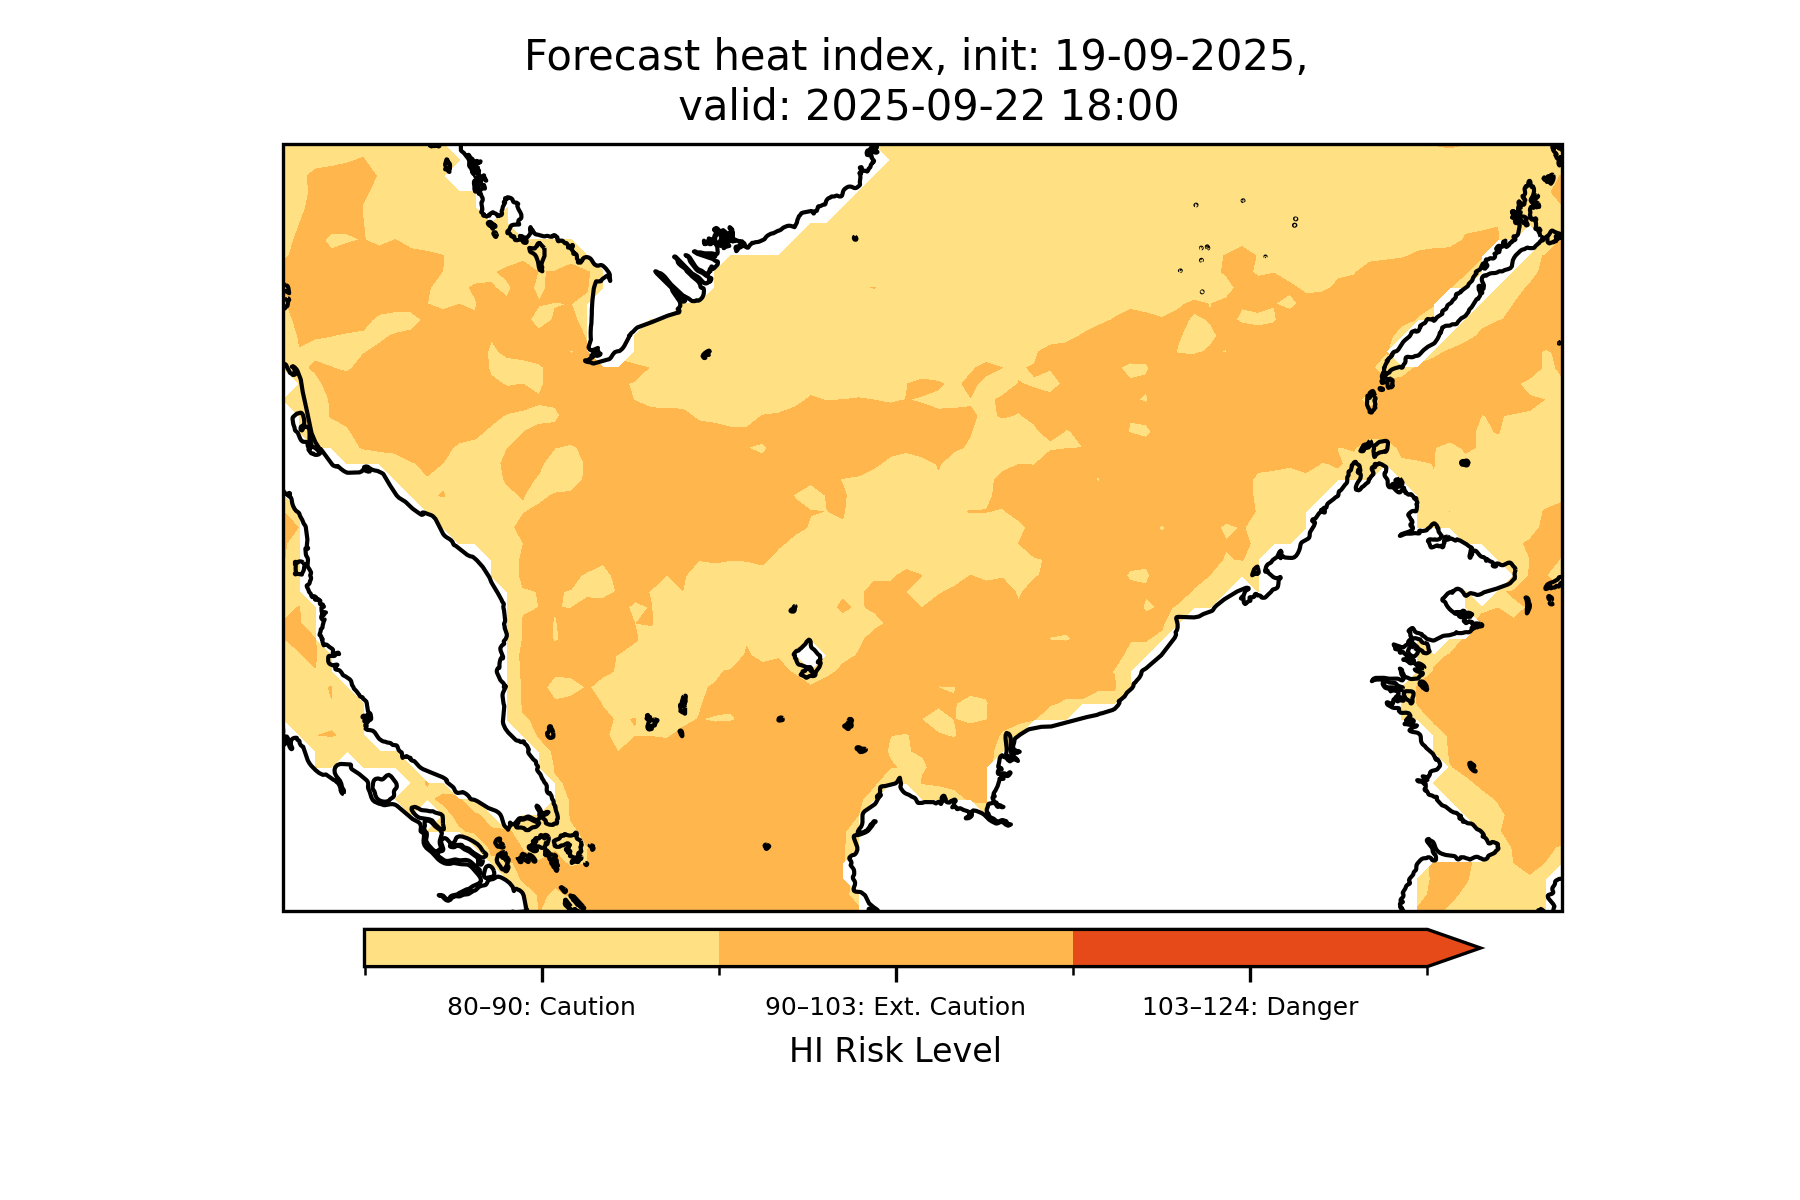 Forecast heat index, init: 19-09-2025,
valid: 2025-09-22 18:00
80–90: Caution
90–103: Ext. Caution
103–124: Danger
HI Risk Level